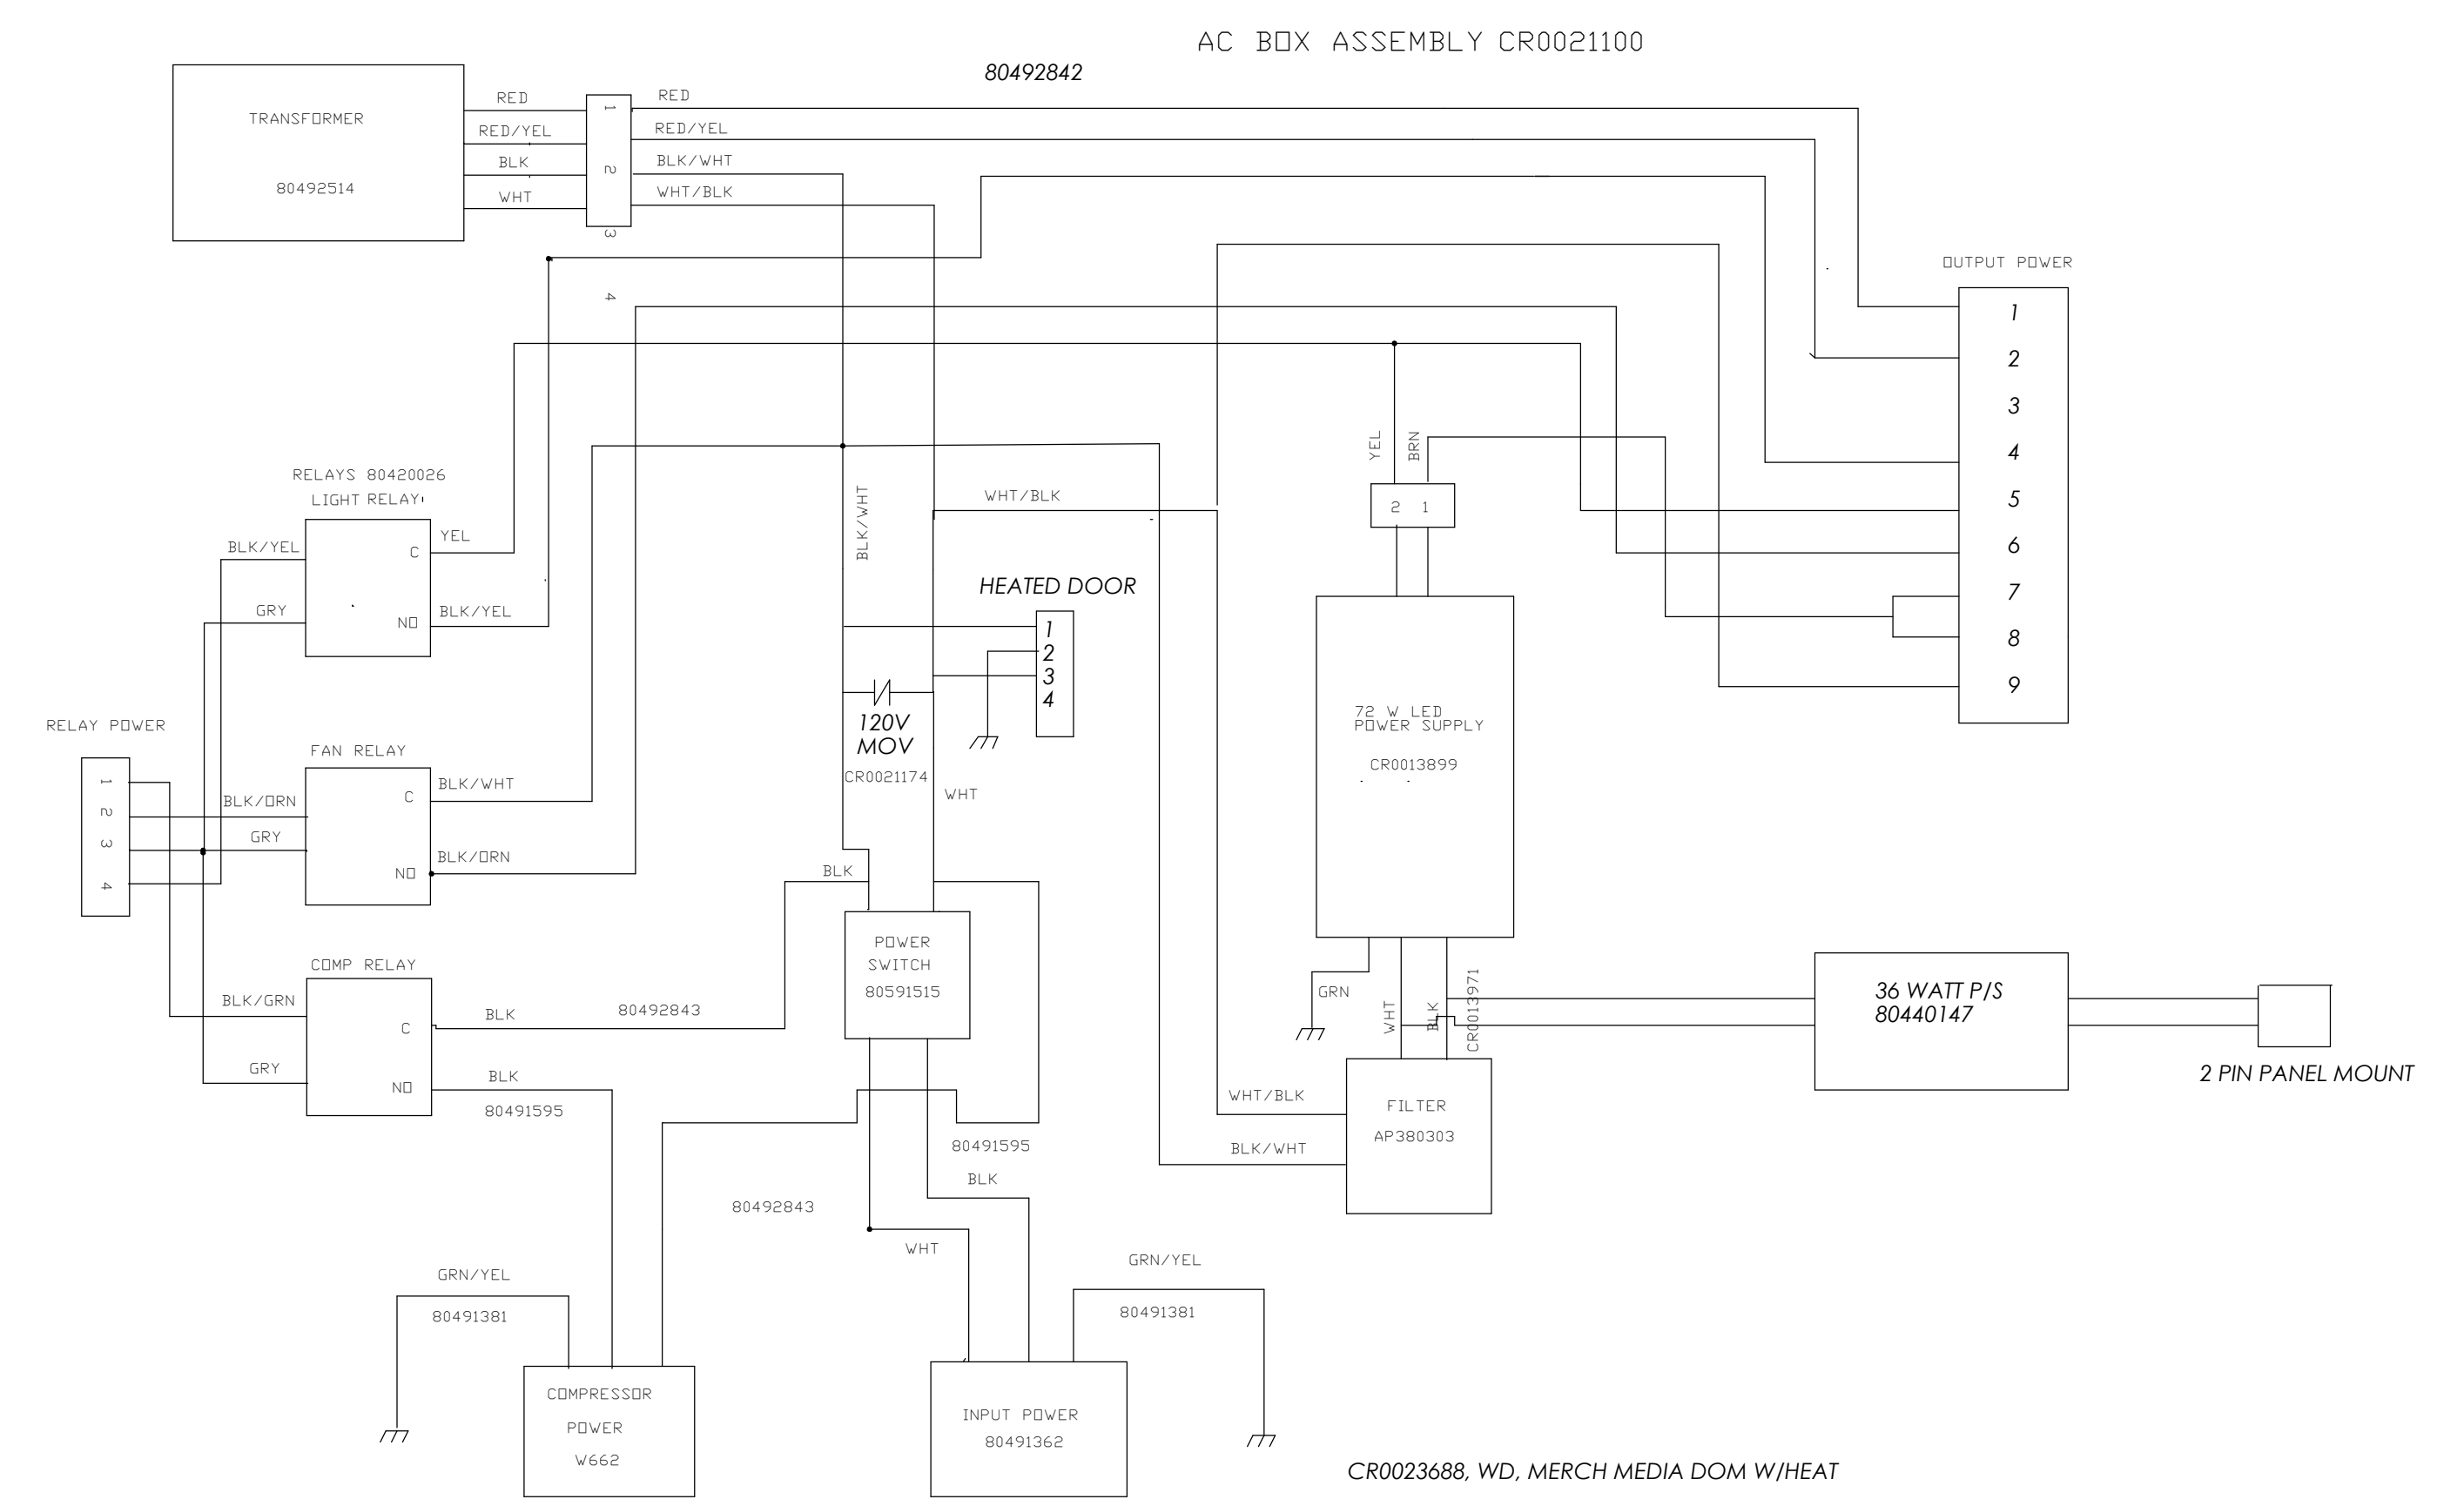 AC BOX ASSEMBLY CR0021100
80492842
TRANSFORMER
80492514
RED
RED/YEL
BLK
WHT
1
2
3
4
RED
RED/YEL
BLK/WHT
WHT/BLK
OUTPUT POWER
1
2
3
4
5
6
7
8
9
RELAYS 80420026
LIGHT RELAY
BLK/YEL
GRY
C
NO
YEL
BLK/YEL
BLK/WHT
WHT/BLK
YEL
BRN
2 1
HEATED DOOR
1
2
3
4
120V
MOV
CR0021174
WHT
72 W LED
POWER SUPPLY
CR0013899
RELAY POWER
1
2
3
4
FAN RELAY
BLK/ORN
GRY
C
NO
BLK/WHT
BLK/ORN
BLK
POWER
SWITCH
80591515
COMP RELAY
BLK/GRN
GRY
C
NO
BLK
80492843
BLK
80491595
GRN
WHT
BLK
CR0013971
36 WATT P/S
80440147
2 PIN PANEL MOUNT
WHT/BLK
BLK/WHT
FILTER
AP380303
80491595
BLK
80492843
WHT
GRN/YEL
80491381
GRN/YEL
80491381
COMPRESSOR
POWER
W662
INPUT POWER
80491362
CR0023688, WD, MERCH MEDIA DOM W/HEAT